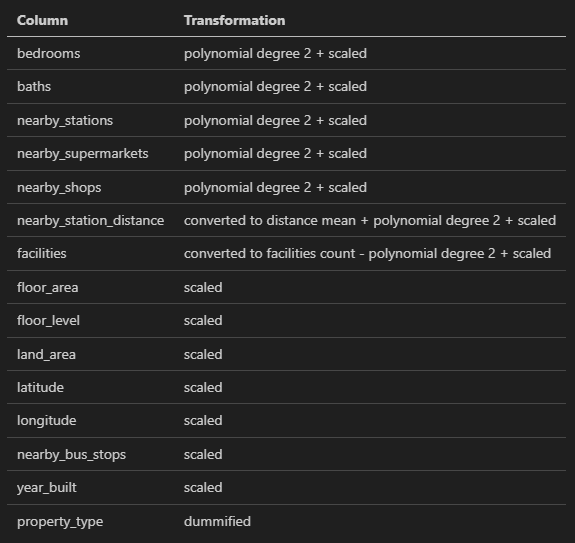 Column Transformation
bedrooms polynomial degree 2 + scaled
baths polynomial degree 2 + scaled
nearby_stations polynomial degree 2 + scaled
nearby_supermarkets polynomial degree 2 + scaled
nearby_shops polynomial degree 2 + scaled
nearby_station_distance converted to distance mean + polynomial degree 2 + scaled
facilities converted to facilities count - polynomial degree 2 + scaled
floor_area scaled
floor_level scaled
land_area scaled
latitude scaled
longitude scaled
nearby_bus_stops scaled
year_built scaled
property_type dummified